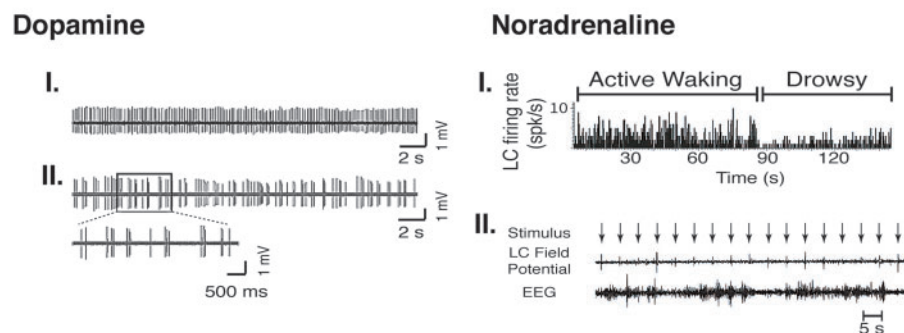 Dopamine
I.
1 mV
2 s
II.
1 mV
2 s
1 mV
500 ms
Noradrenaline
I.
Active Waking
Drowsy
LC firing rate
(spk/s)
10
30 60 90 120
Time (s)
II.
Stimulus
LC Field
Potential
EEG
5 s